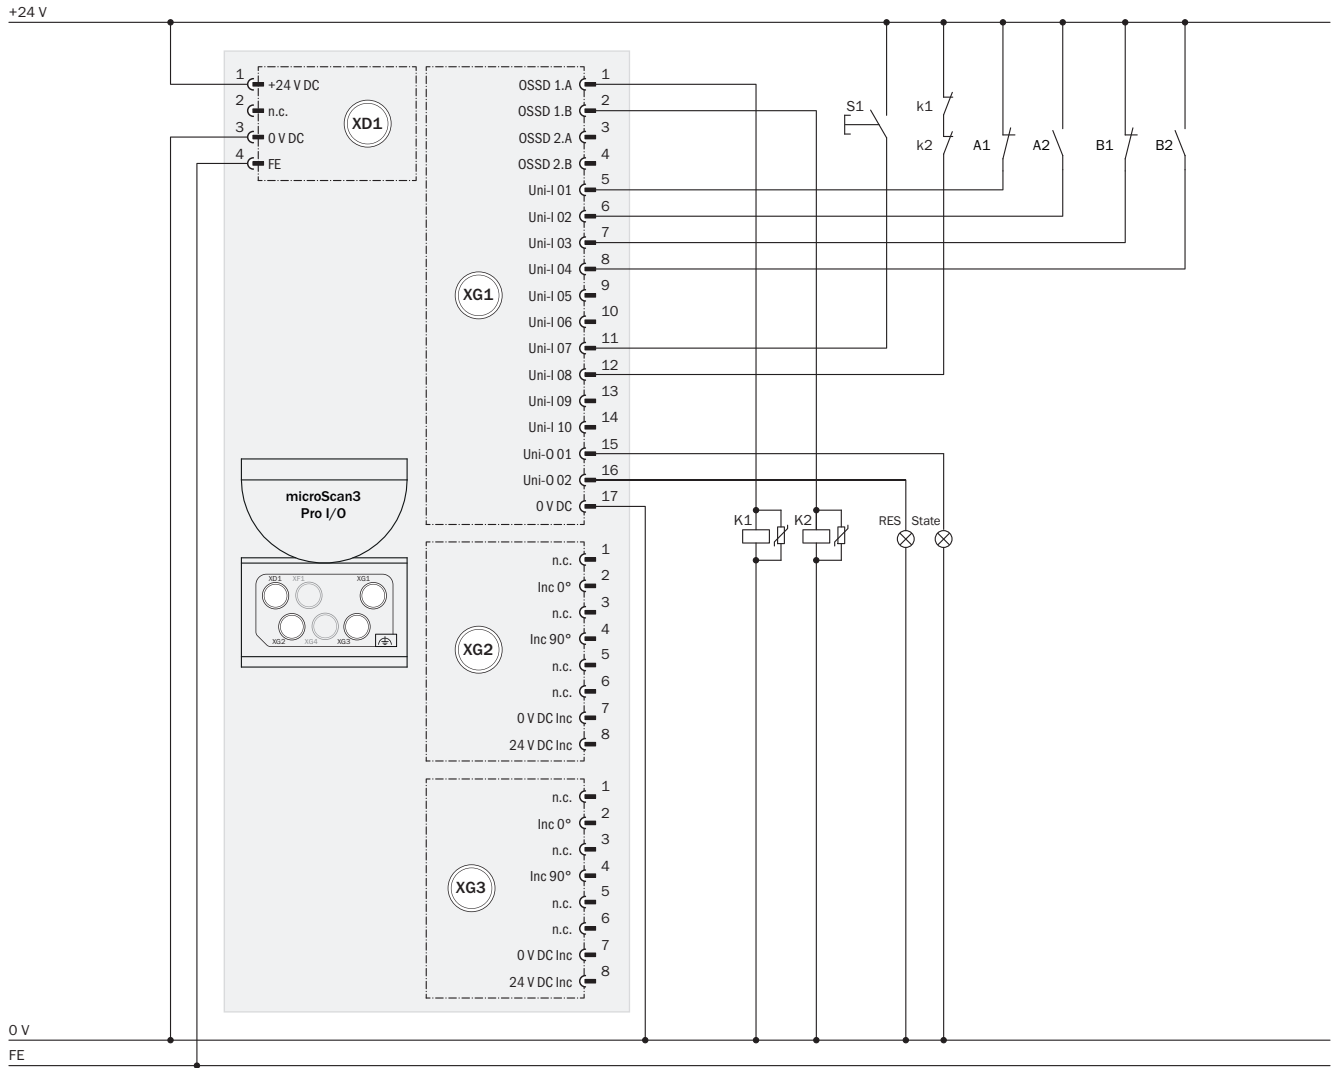 +24 V
1
+24 V DC
2
n.c.
3
0 V DC
4
FE
XD1
OSSD 1.A
1
OSSD 1.B
2
OSSD 2.A
3
OSSD 2.B
4
Uni-I 01
5
Uni-I 02
6
Uni-I 03
7
Uni-I 04
8
Uni-I 05
9
Uni-I 06
10
Uni-I 07
11
Uni-I 08
12
Uni-I 09
13
Uni-I 10
14
Uni-O 01
15
Uni-O 02
16
0 V DC
17
XG1
S1
k1
k2
A1
A2
B1
B2
K1
K2
RES
State
microScan3
Pro I/O
XD1
XF1
XG1
XG2
XG4
XG3
n.c.
1
Inc 0°
2
n.c.
3
Inc 90°
4
n.c.
5
n.c.
6
0 V DC Inc
7
24 V DC Inc
8
XG2
n.c.
1
Inc 0°
2
n.c.
3
Inc 90°
4
n.c.
5
n.c.
6
0 V DC Inc
7
24 V DC Inc
8
XG3
0 V
FE